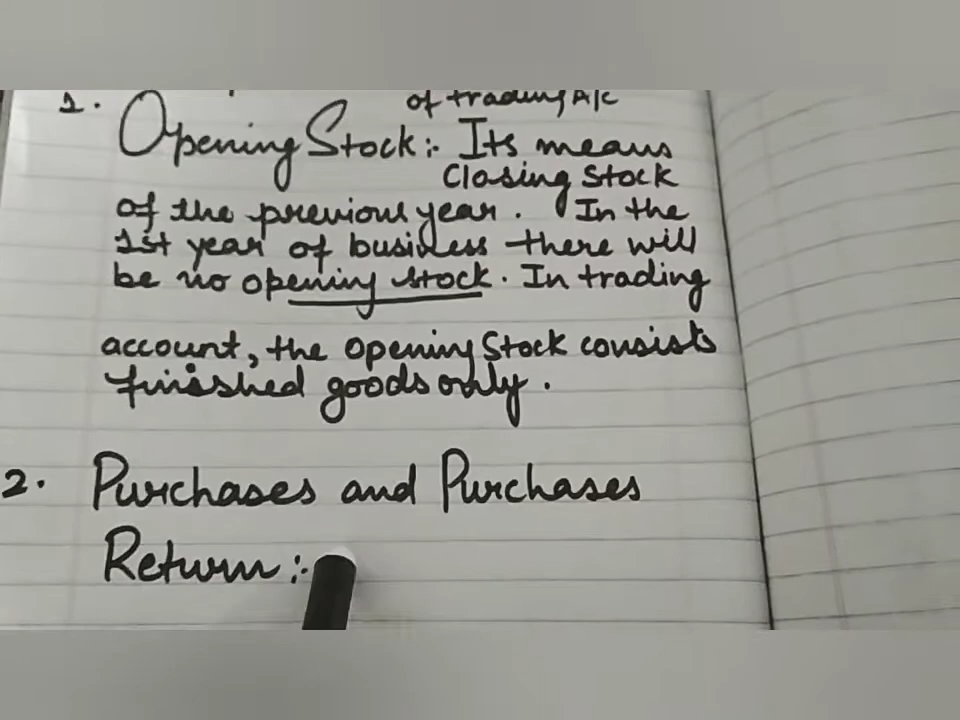 of trading A/c
1. Opening Stock:- Its means
Closing Stock
of the previous year. In the
1st year of business there will
be no opening stock. In trading
account, the opening Stock consists
finished goods only.
2. Purchases and Purchases
Return:-